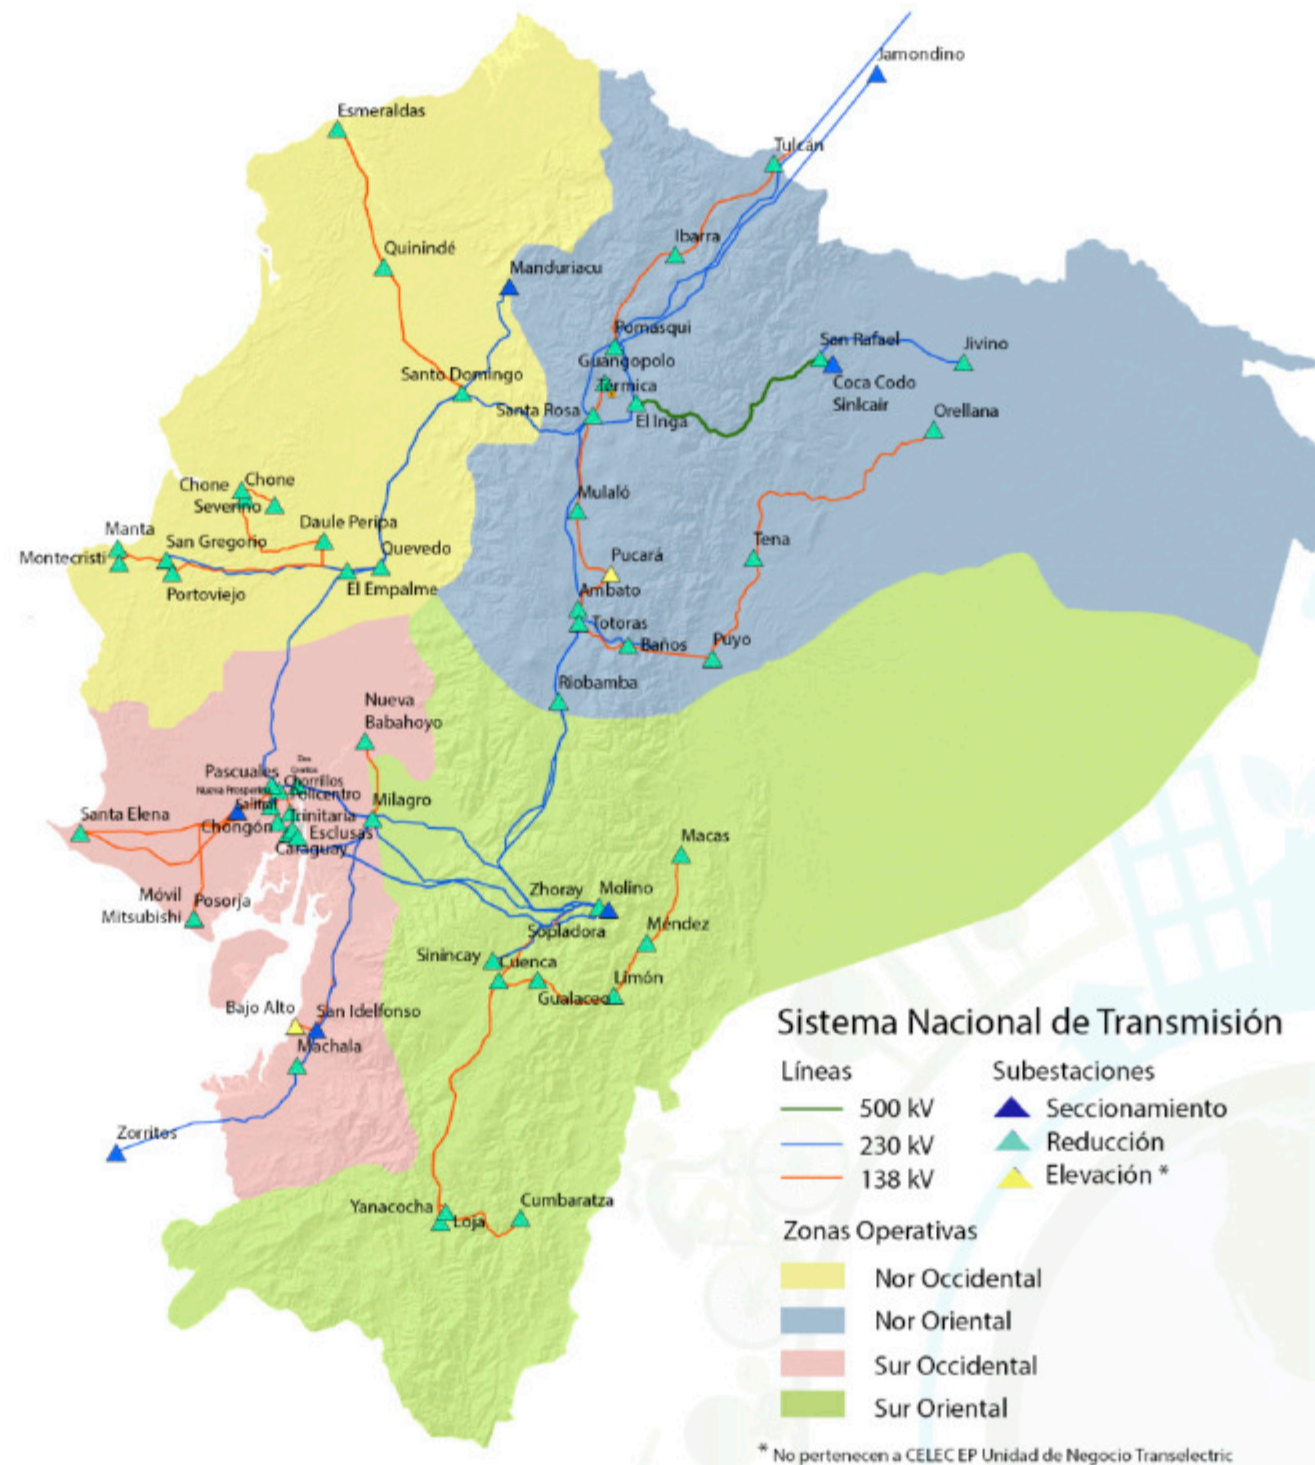 Jamondino
Esmeraldas
Tulcán
Ibarra
Quinindé
Manduriacu
Pomasqui
San Rafael
Jivino
Guangopolo
Térmica
Santo Domingo
Coca Codo
Sinlcair
Santa Rosa
El Inga
Orellana
Chone
Chone
Severino
Mulaló
Daule Peripa
Manta
San Gregorio
Quevedo
Pucará
Tena
Montecristi
Portoviejo
El Empalme
Ambato
Totoras
Baños
Puyo
Riobamba
Nueva
Babahoyo
Pascuales
Chorrillos
Nueva Prosperina
Policentro
Salitral
Trinitaria
Milagro
Santa Elena
Chongón
Esclusas
Caraguay
Macas
Móvil
Mitsubishi
Posorja
Zhoray
Molino
Sopladora
Méndez
Sinincay
Cuenca
Limón
Gualaceo
Bajo Alto
San Idelfonso
Machala
Zorritos
Yanacocha
Loja
Cumbaratza
Sistema Nacional de Transmisión
Líneas
500 kV
230 kV
138 kV
Subestaciones
Seccionamiento
Reducción
Elevación *
Zonas Operativas
Nor Occidental
Nor Oriental
Sur Occidental
Sur Oriental
* No pertenecen a CELEC EP Unidad de Negocio Transelectric